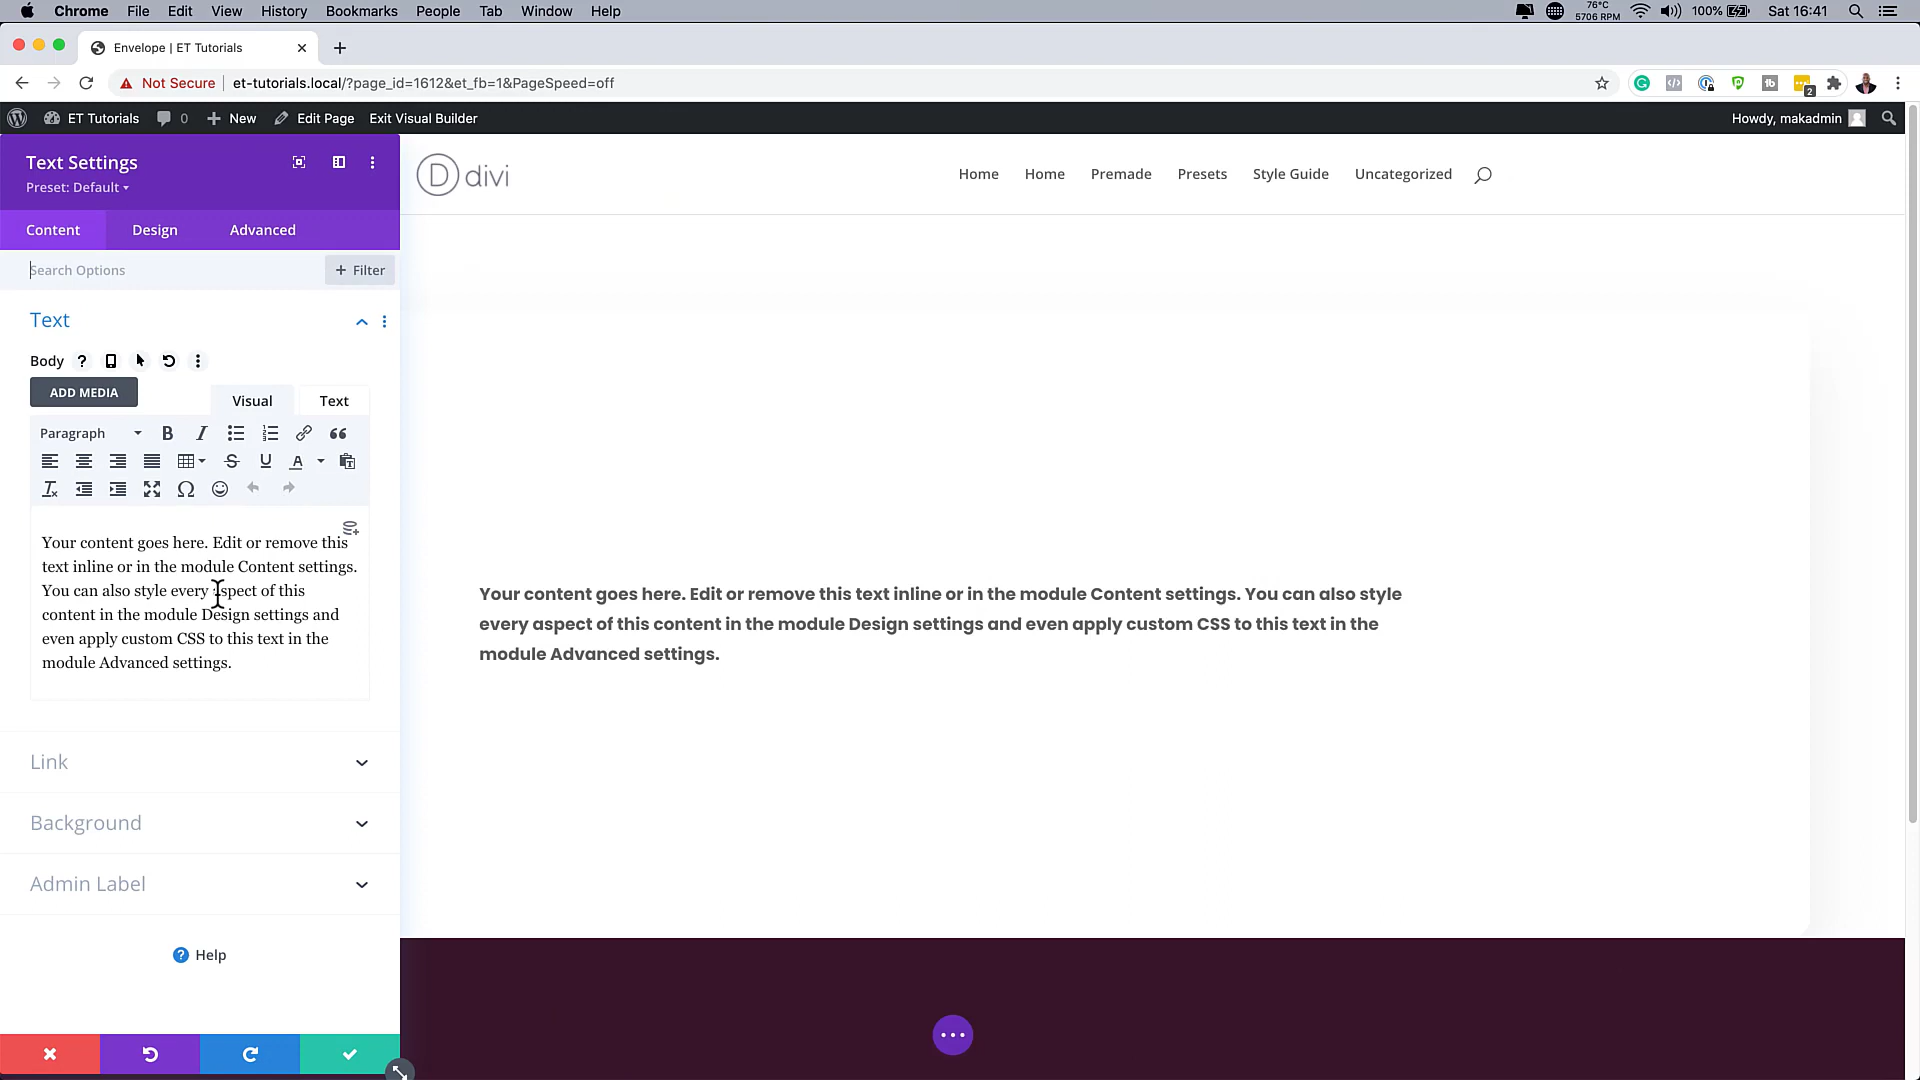 Chrome File Edit View History Bookmarks People Tab Window Help 76°C 5706 RPM 100% Sat 16:41
Envelope | ET Tutorials
Not Secure et-tutorials.local/?page_id=1612&et_fb=1&PageSpeed=off 2
ET Tutorials 0 New Edit Page Exit Visual Builder Howdy, makadmin
Text Settings
Preset: Default
Content Design Advanced
Search Options + Filter
Text
Body ?
ADD MEDIA Visual Text
Paragraph B I
A
Your content goes here. Edit or remove this
text inline or in the module Content settings.
You can also style every aspect of this
content in the module Design settings and
even apply custom CSS to this text in the
module Advanced settings.
Link
Background
Admin Label
? Help
D divi
Home Home Premade Presets Style Guide Uncategorized
Your content goes here. Edit or remove this text inline or in the module Content settings. You can also style
every aspect of this content in the module Design settings and even apply custom CSS to this text in the
module Advanced settings.